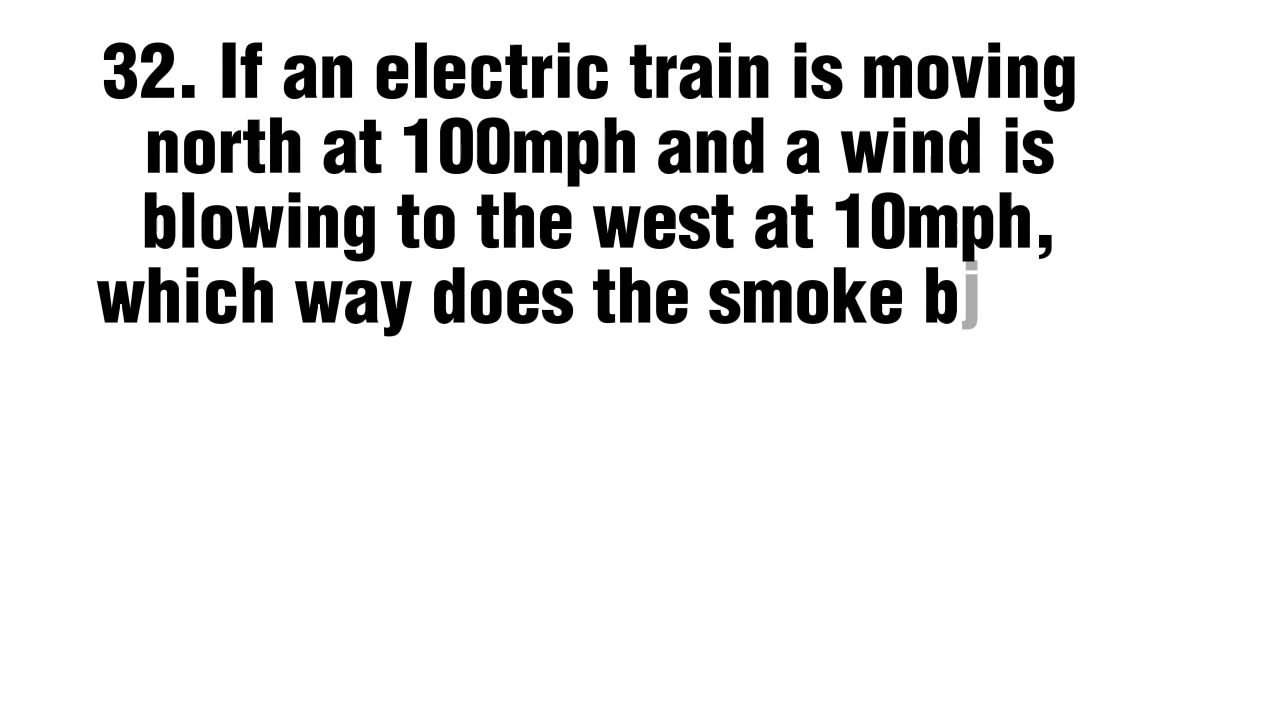 32. If an electric train is moving
north at 100mph and a wind is
blowing to the west at 10mph,
which way does the smoke bj